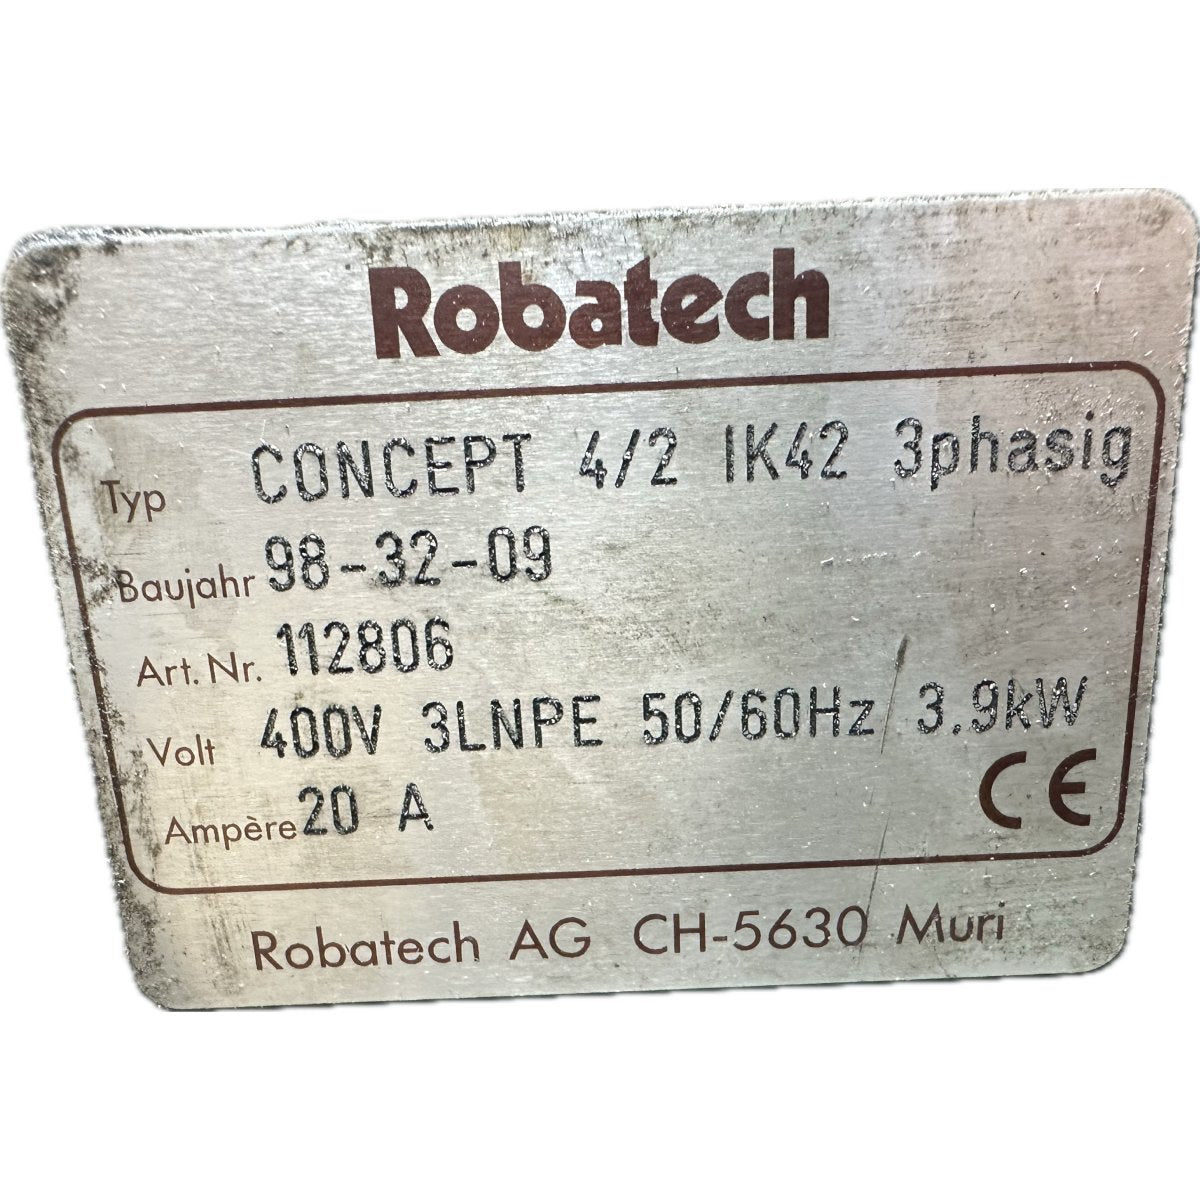 Robatech
Typ CONCEPT 4/2 IK42 3phasig
Baujahr 98-32-09
Art. Nr. 112806
Volt 400V 3LNPE 50/60Hz 3.9kW
Ampère 20 A CE
Robatech AG CH-5630 Muri